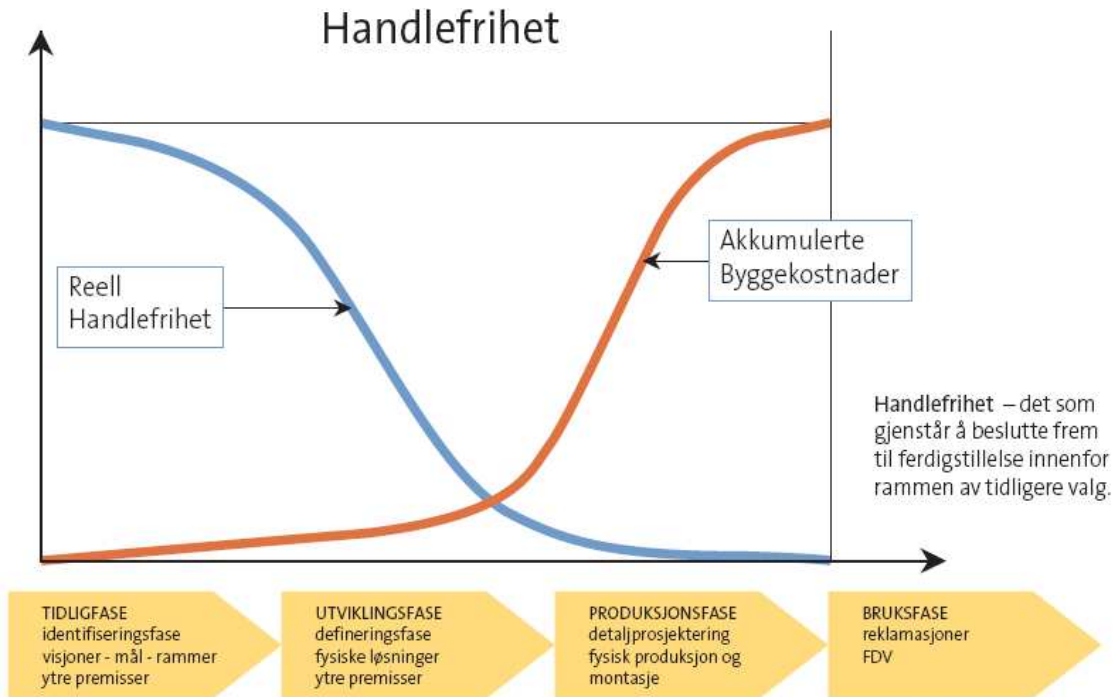 Handlefrihet
Reell
Handlefrihet
Akkumulerte
Byggekostnader
Handlefrihet – det som
gjenstår å beslutte frem
til ferdigstillelse innenfor
rammen av tidligere valg.
TIDLIGFASE
identifiseringsfase
visjoner - mål - rammer
ytre premisser
UTVIKLINGSFASE
defineringsfase
fysiske løsninger
ytre premisser
PRODUKSJONSFASE
detaljprosjektering
fysisk produksjon og
montasje
BRUKSFASE
reklamasjoner
FDV